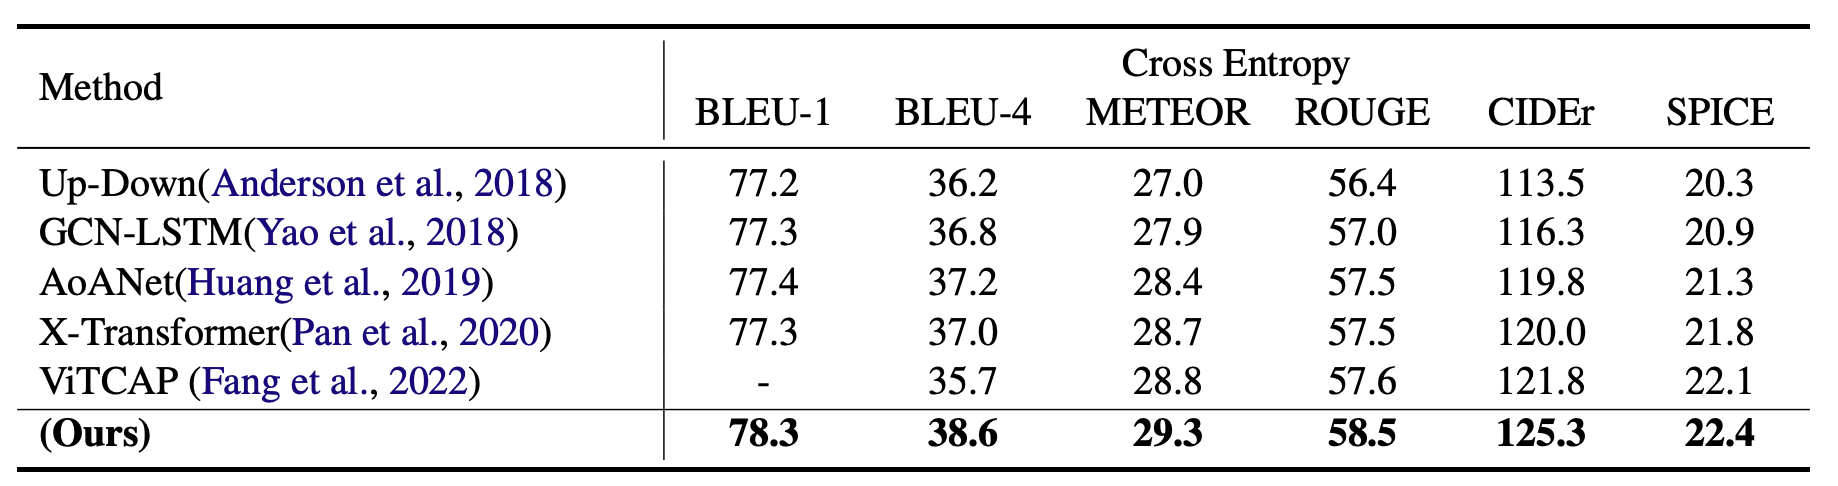 Method Cross Entropy
BLEU-1 BLEU-4 METEOR ROUGE CIDEr SPICE
Up-Down(Anderson et al., 2018) 77.2 36.2 27.0 56.4 113.5 20.3
GCN-LSTM(Yao et al., 2018) 77.3 36.8 27.9 57.0 116.3 20.9
AoANet(Huang et al., 2019) 77.4 37.2 28.4 57.5 119.8 21.3
X-Transformer(Pan et al., 2020) 77.3 37.0 28.7 57.5 120.0 21.8
ViTCAP (Fang et al., 2022) - 35.7 28.8 57.6 121.8 22.1
(Ours) 78.3 38.6 29.3 58.5 125.3 22.4